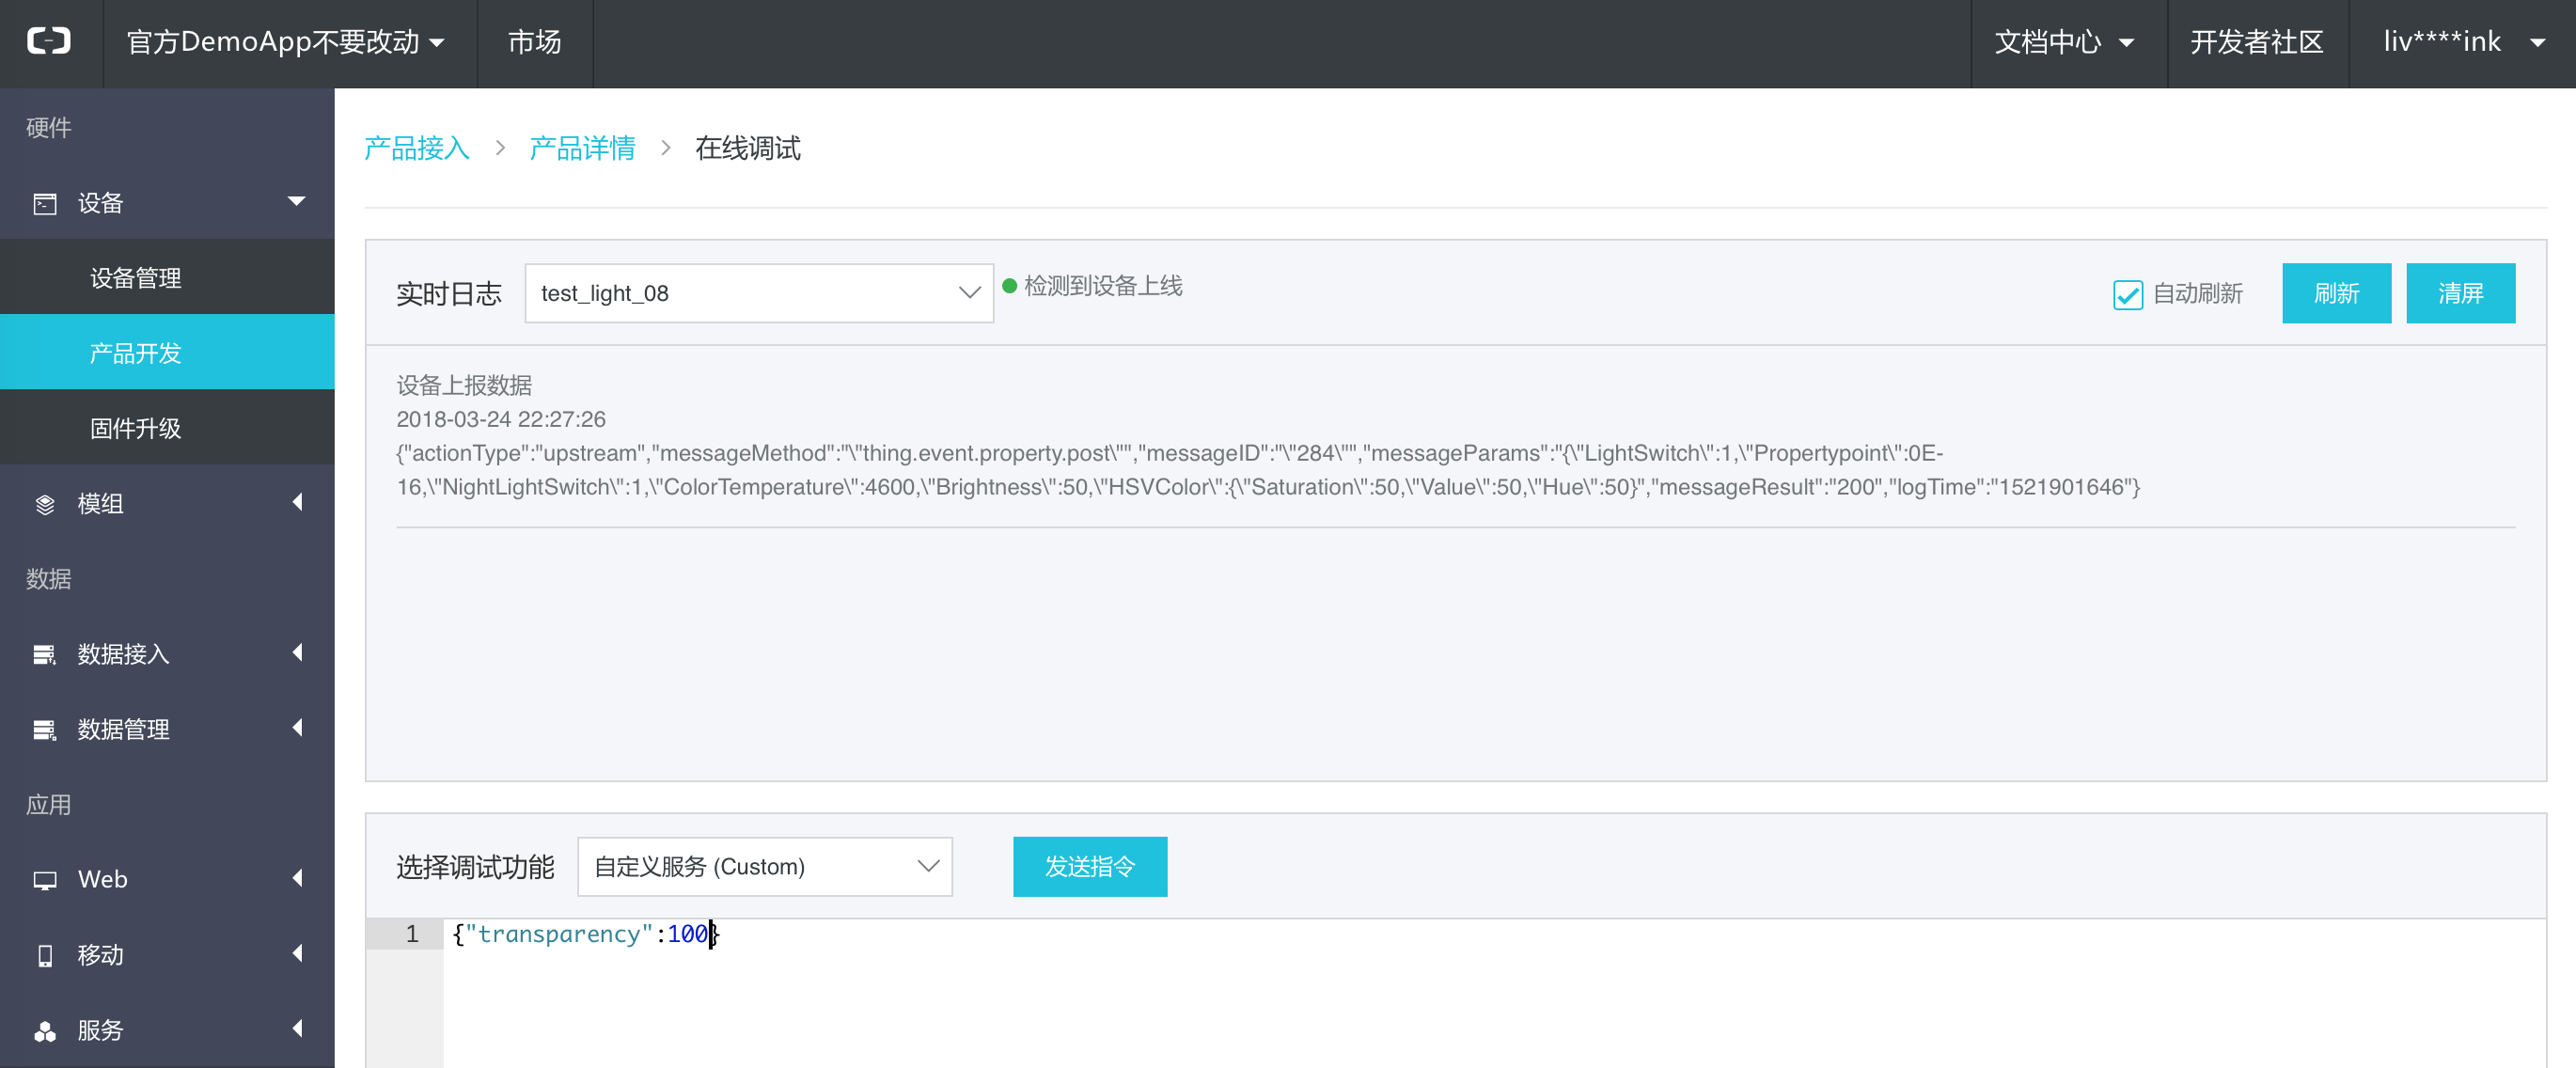 官方DemoApp不要改动
市场
文档中心
开发者社区
liv****ink
硬件
设备
设备管理
产品开发
固件升级
模组
数据
数据接入
数据管理
应用
Web
移动
服务
产品接入 > 产品详情 > 在线调试
实时日志 test_light_08 检测到设备上线 自动刷新 刷新 清屏
设备上报数据
2018-03-24 22:27:26
{"actionType":"upstream","messageMethod":"\"thing.event.property.post\"","messageID":"\"284\"","messageParams":"{\"LightSwitch\":1,\"Propertypoint\":0E-
16,\"NightLightSwitch\":1,\"ColorTemperature\":4600,\"Brightness\":50,\"HSVColor\":{\"Saturation\":50,\"Value\":50,\"Hue\":50}","messageResult":"200","logTime":"1521901646"}
选择调试功能 自定义服务 (Custom) 发送指令
1 {"transparency":100}